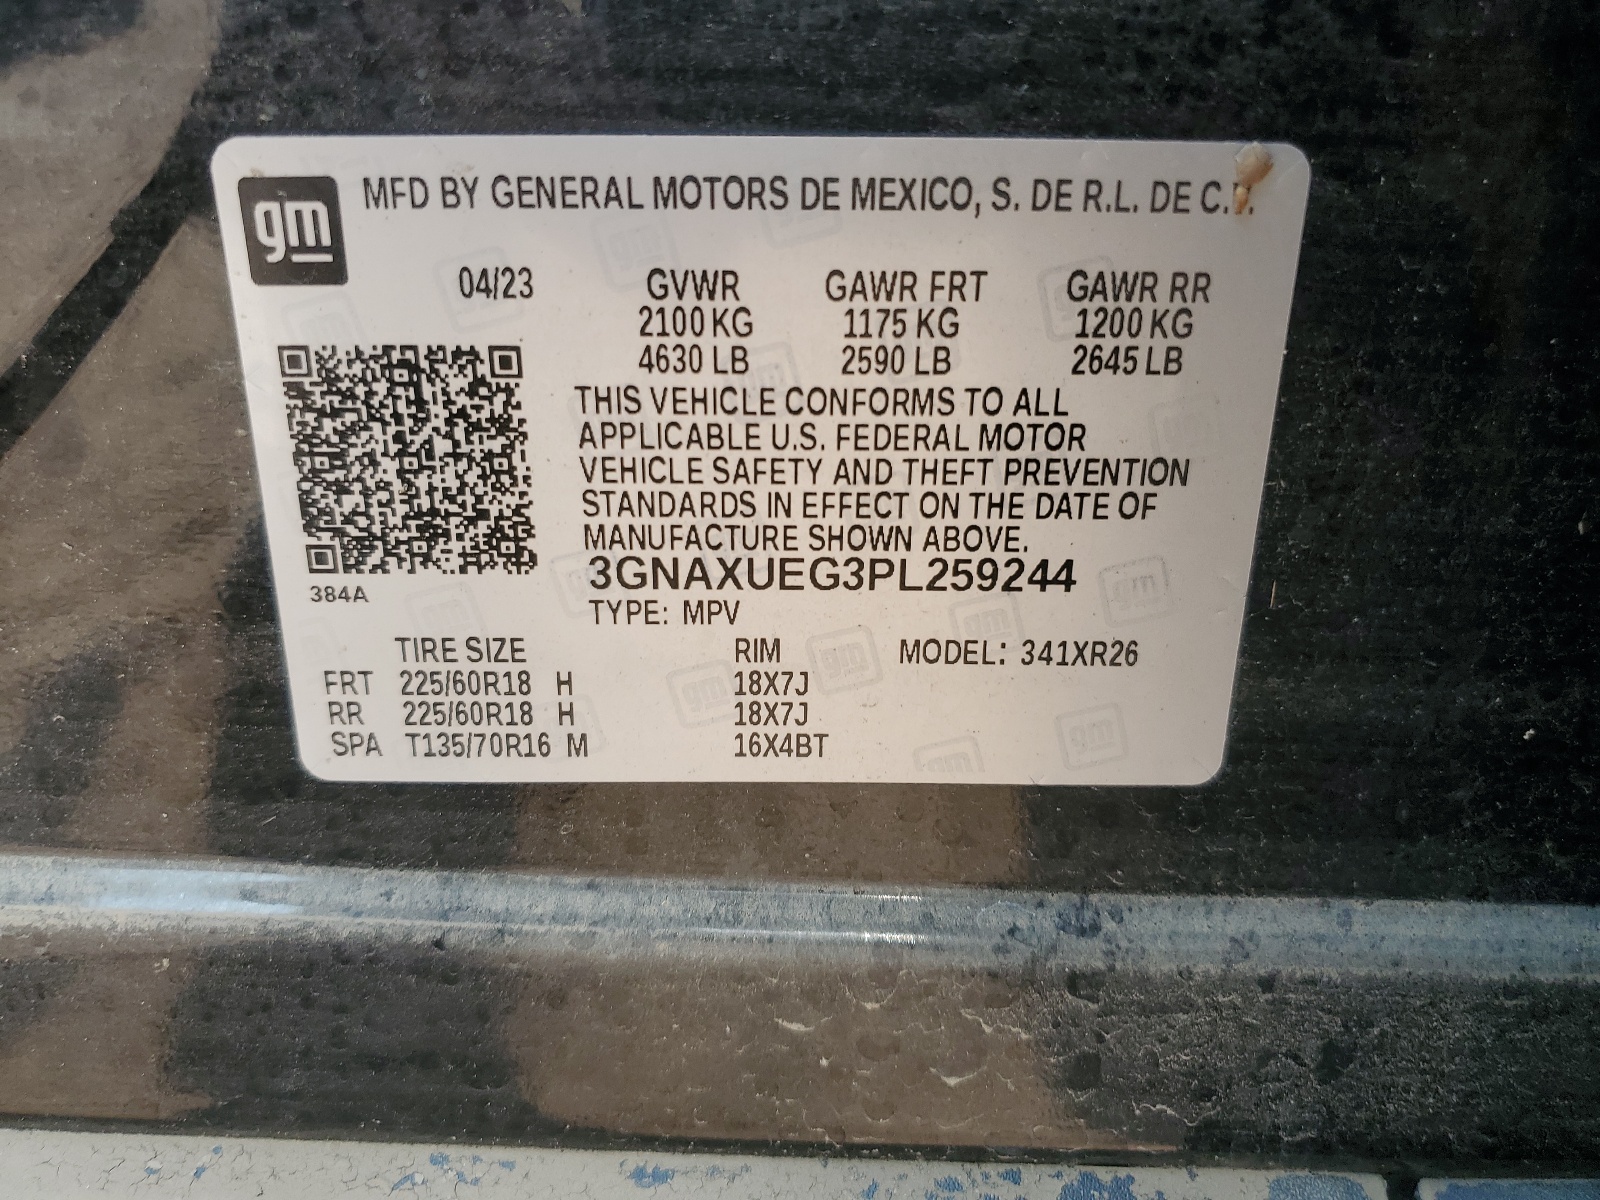 gm
MFD BY GENERAL MOTORS DE MEXICO, S. DE R.L. DE C.
04/23 GVWR GAWR FRT GAWR RR
2100 KG 1175 KG 1200 KG
4630 LB 2590 LB 2645 LB
THIS VEHICLE CONFORMS TO ALL
APPLICABLE U.S. FEDERAL MOTOR
VEHICLE SAFETY AND THEFT PREVENTION
STANDARDS IN EFFECT ON THE DATE OF
MANUFACTURE SHOWN ABOVE.
3GNAXUEG3PL259244
384A
TYPE: MPV
TIRE SIZE RIM MODEL: 341XR26
FRT 225/60R18 H 18X7J
RR 225/60R18 H 18X7J
SPA T135/70R16 M 16X4BT